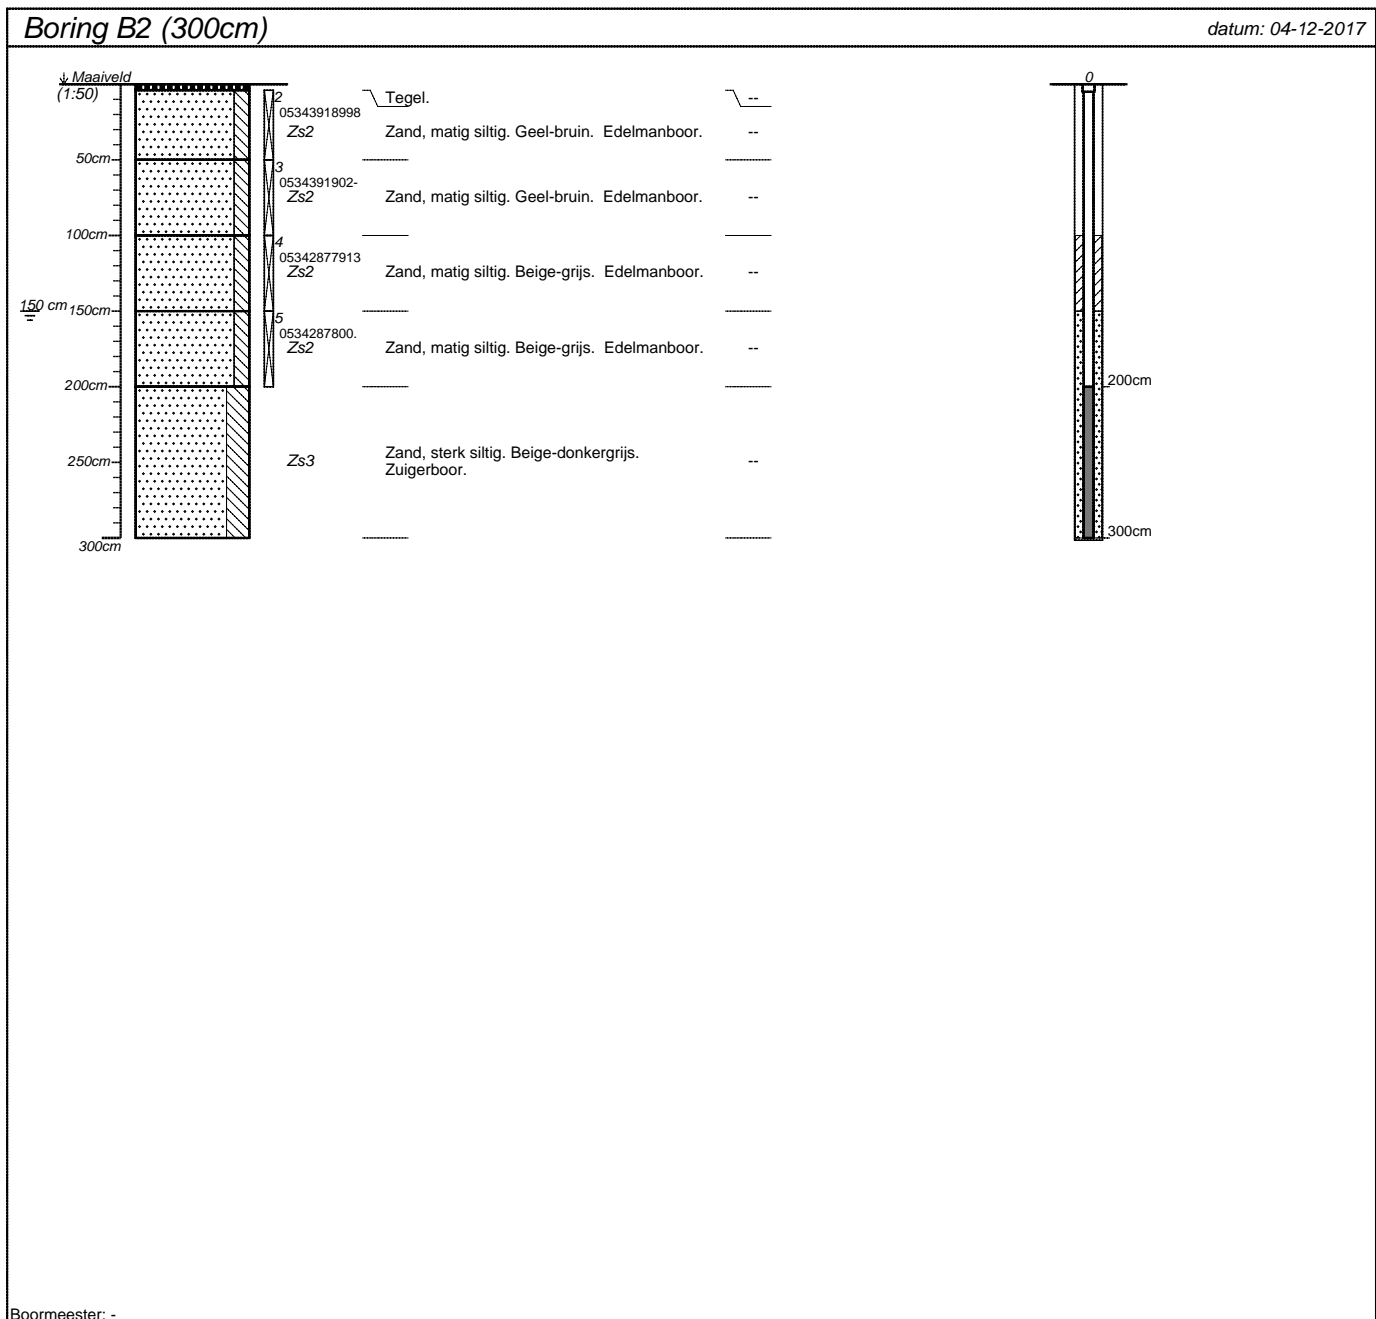 Boring B2 (300cm)
datum: 04-12-2017
Maaiveld
(1:50)
0
2
Tegel.
--
05343918998
Zs2
Zand, matig siltig. Geel-bruin. Edelmanboor.
--
50cm
3
0534391902-
Zs2
Zand, matig siltig. Geel-bruin. Edelmanboor.
--
100cm
4
05342877913
Zs2
Zand, matig siltig. Beige-grijs. Edelmanboor.
--
150 cm
150cm
5
0534287800.
Zs2
Zand, matig siltig. Beige-grijs. Edelmanboor.
--
200cm
200cm
250cm
Zs3
Zand, sterk siltig. Beige-donkergrijs.
Zuigerboor.
--
300cm
300cm
Boormeester: -